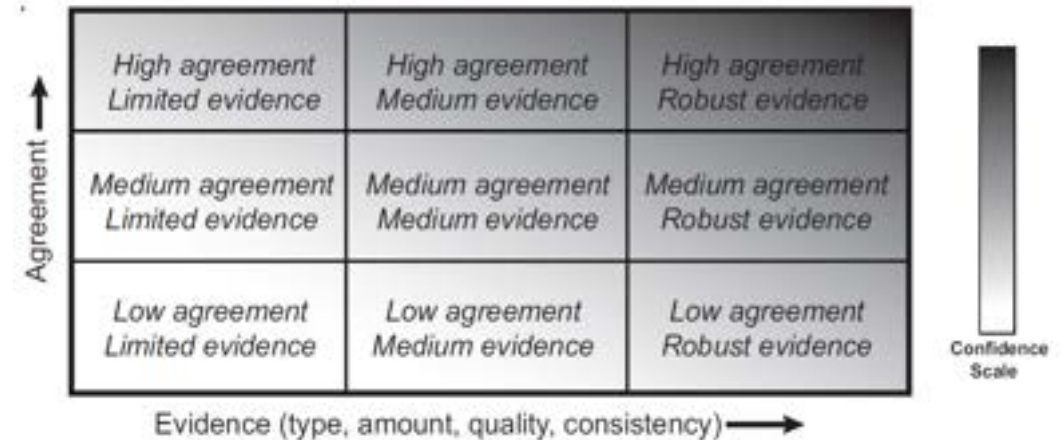 High agreement
Limited evidence
High agreement
Medium evidence
High agreement
Robust evidence
Agreement
Medium agreement
Limited evidence
Medium agreement
Medium evidence
Medium agreement
Robust evidence
Low agreement
Limited evidence
Low agreement
Medium evidence
Low agreement
Robust evidence
Confidence
Scale
Evidence (type, amount, quality, consistency)